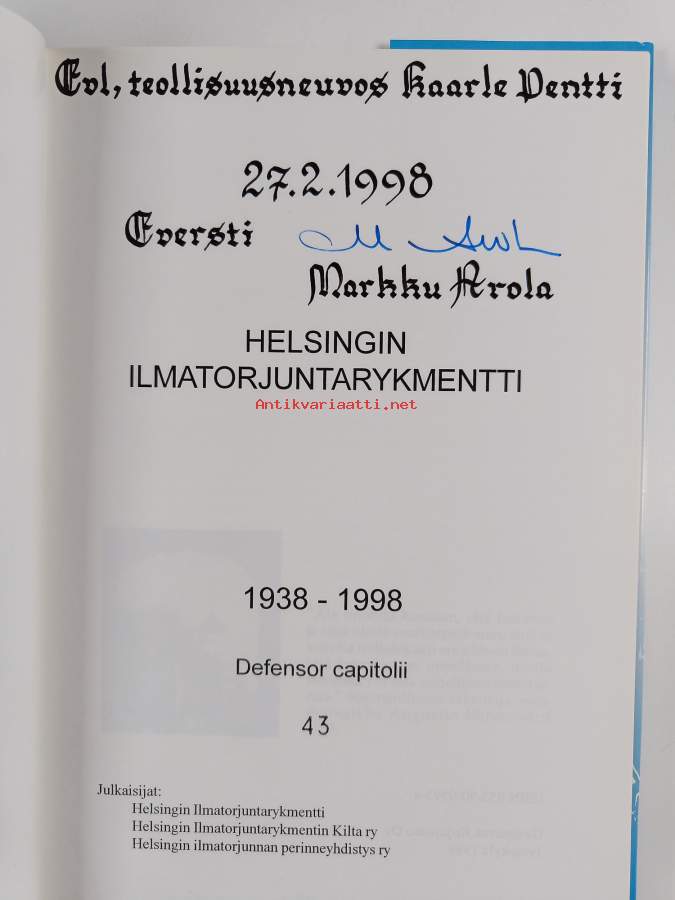 Evl, teollisuusneuvos Kaarle Pentti
27.2.1998
Eversti
Markku Arola
HELSINGIN
ILMATORJUNTARYKMENTTI
Antikvariaatti.net
1938 - 1998
Defensor capitolii
43
Julkaisijat:
Helsingin Ilmatorjuntarykmentti
Helsingin Ilmatorjuntarykmentin Kilta ry
Helsingin ilmatorjunnan perinneyhdistys ry